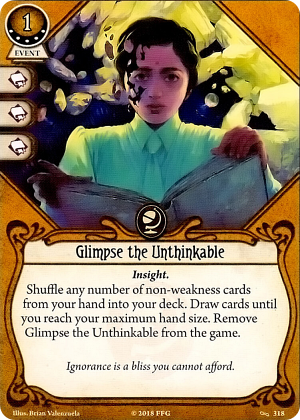 1
EVENT
Glimpse the Unthinkable
Insight.
Shuffle any number of non-weakness cards
from your hand into your deck. Draw cards until
you reach your maximum hand size. Remove
Glimpse the Unthinkable from the game.
Ignorance is a bliss you cannot afford.
Illus. Brian Valenzuela
© 2018 FFG
318